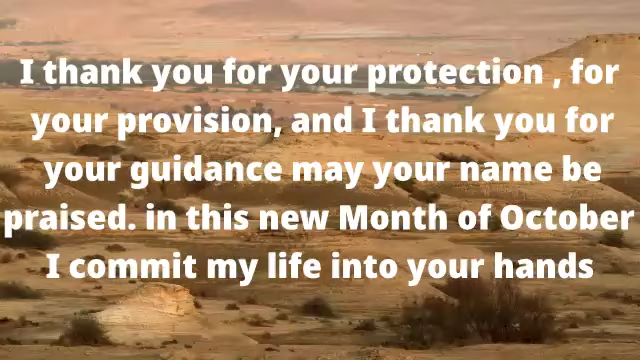 I thank you for your protection , for
your provision, and I thank you for
your guidance may your name be
praised. in this new Month of October
I commit my life into your hands